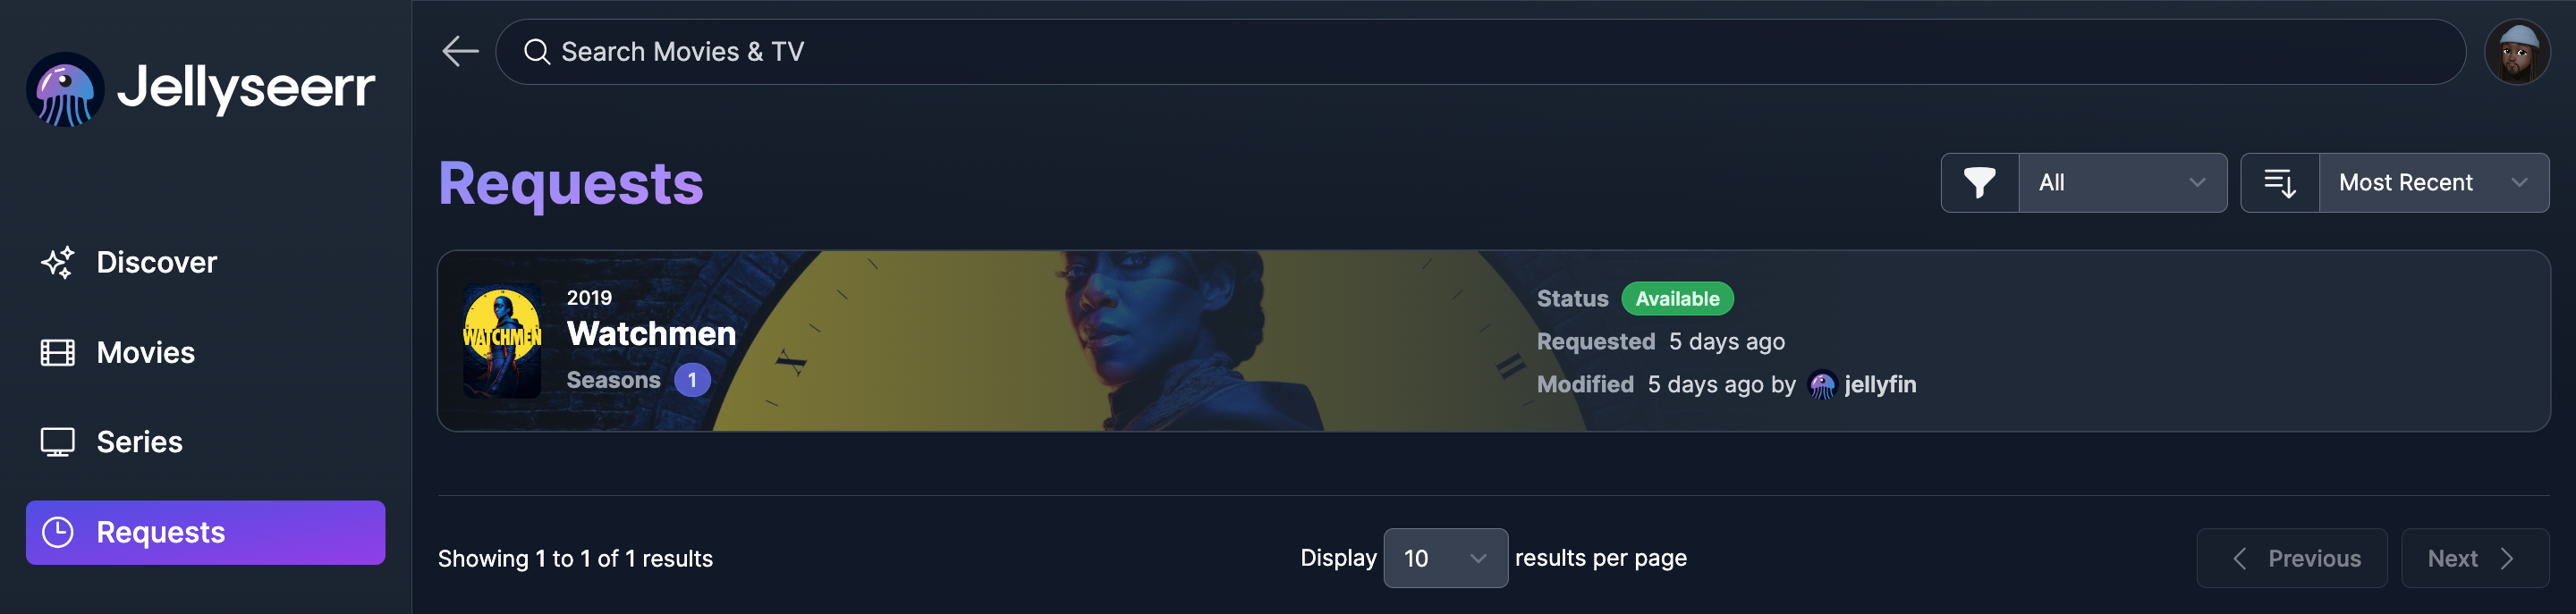 Jellyseerr
Search Movies & TV
Discover
Movies
Series
Requests
Requests
All
Most Recent
WATCHMEN
2019
Watchmen
Seasons 1
X
II
Status Available
Requested 5 days ago
Modified 5 days ago by jellyfin
Showing 1 to 1 of 1 results
Display 10 results per page
Previous
Next